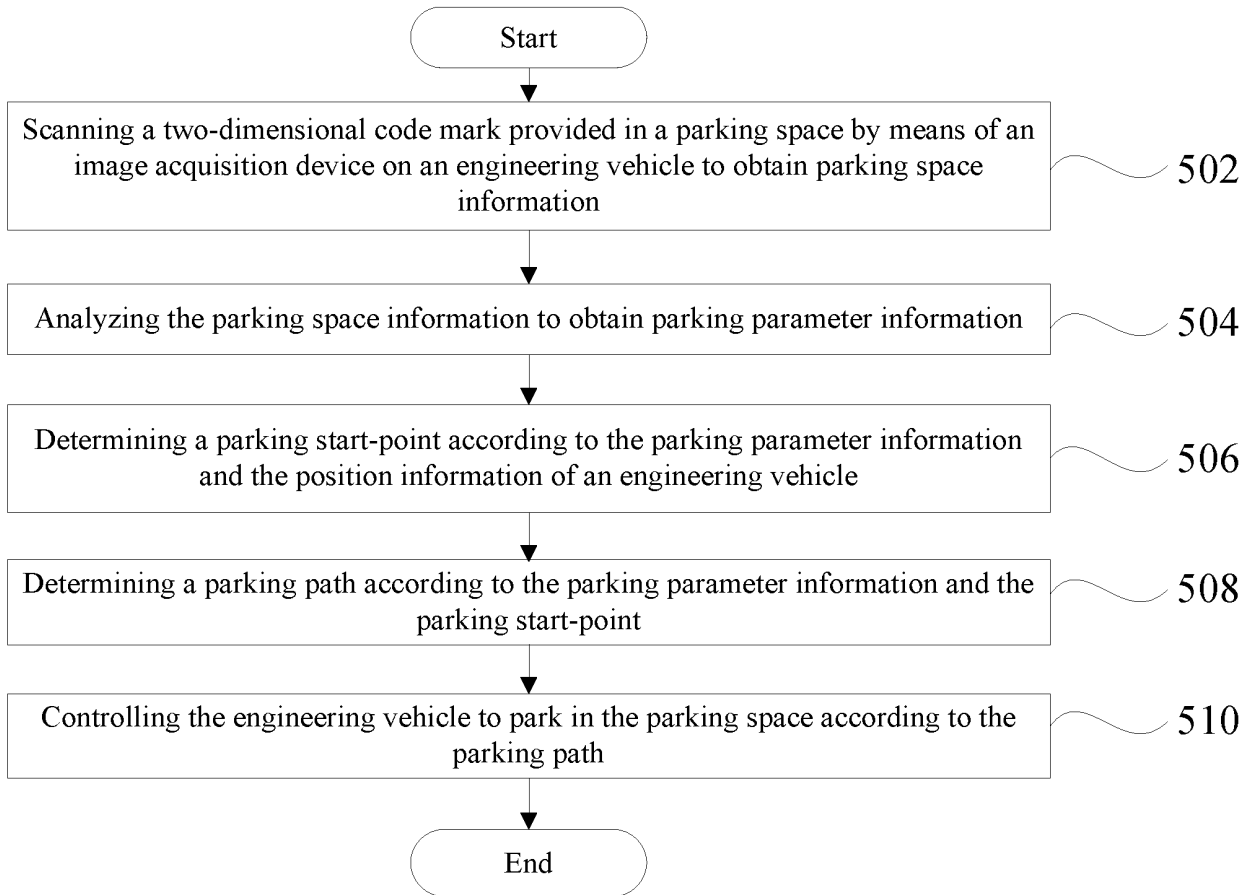 Start
Scanning a two-dimensional code mark provided in a parking space by means of an
image acquisition device on an engineering vehicle to obtain parking space
information
502
Analyzing the parking space information to obtain parking parameter information
504
Determining a parking start-point according to the parking parameter information
and the position information of an engineering vehicle
506
Determining a parking path according to the parking parameter information and the
parking start-point
508
Controlling the engineering vehicle to park in the parking space according to the
parking path
510
End